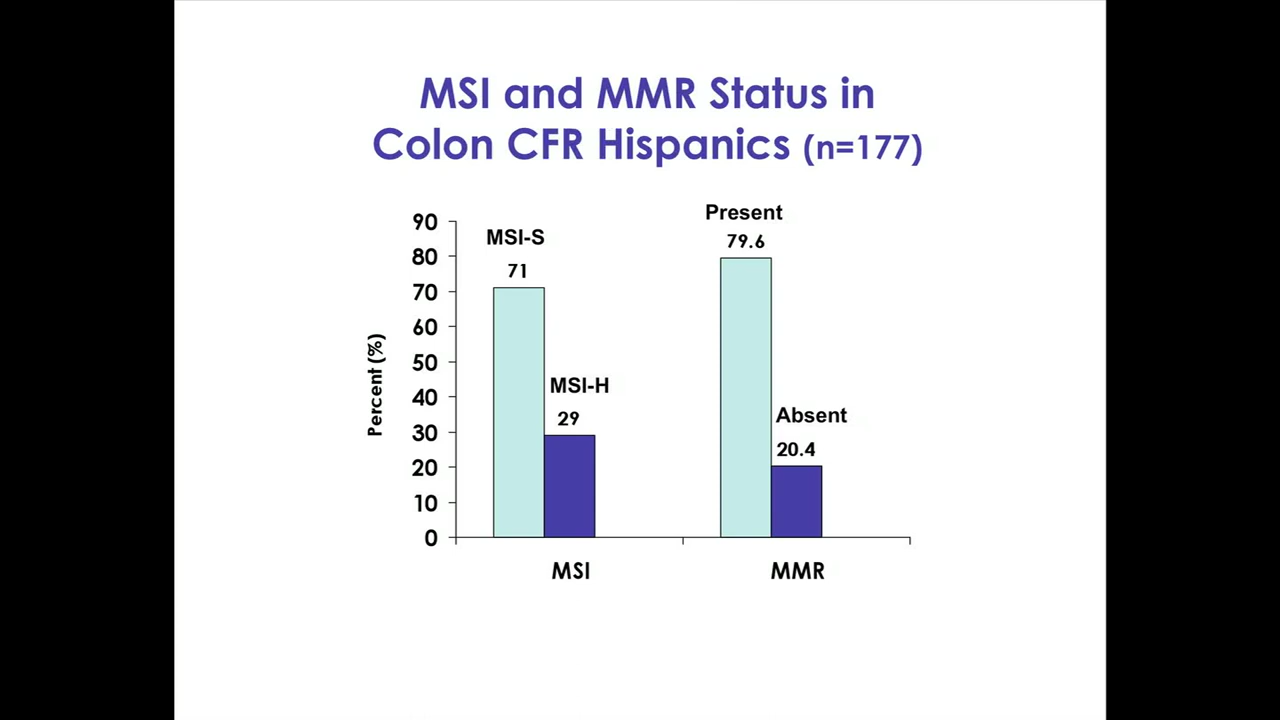 MSI and MMR Status in
Colon CFR Hispanics (n=177)
Present
90
MSI-S
79.6
80
71
70
60
50
Percent (%)
40
MSI-H
Absent
29
30
20.4
20
10
0
MSI
MMR